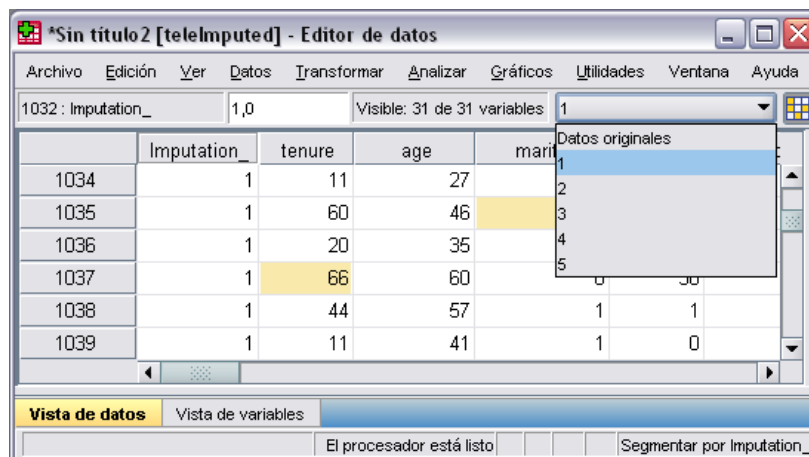 *Sin título2 [teleImputed] - Editor de datos
Archivo Edición Ver Datos Transformar Analizar Gráficos Utilidades Ventana Ayuda
1032 : Imputation_ 1,0 Visible: 31 de 31 variables 1
Datos originales
1
2
3
4
5
Imputation_ tenure age marit
1034 1 11 27
1035 1 60 46
1036 1 20 35
1037 1 66 60
1038 1 44 57 1 1
1039 1 11 41 1 0
Vista de datos Vista de variables
El procesador está listo Segmentar por Imputation_